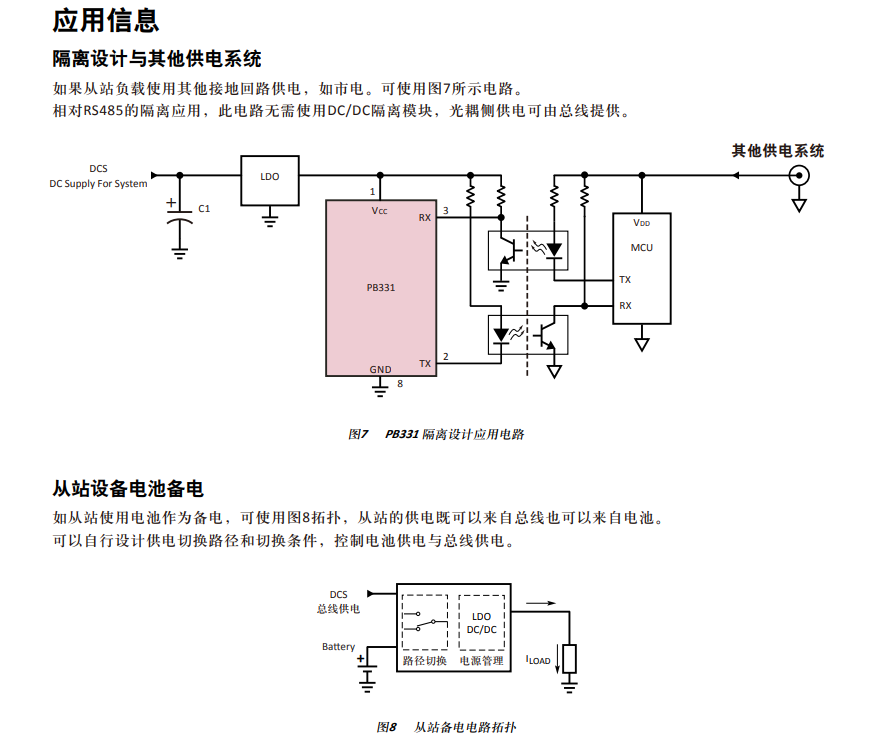 应用信息
隔离设计与其他供电系统
如果从站负载使用其他接地回路供电，如市电。可使用图7所示电路。
相对RS485的隔离应用，此电路无需使用DC/DC隔离模块，光耦侧供电可由总线提供。
其他供电系统
DCS
DC Supply For System
LDO
+
C1
1
VCC
RX
3
PB331
GND
8
TX
2
VDD
MCU
TX
RX
图7 PB331 隔离设计应用电路
从站设备电池备电
如从站使用电池作为备电，可使用图8拓扑，从站的供电既可以来自总线也可以来自电池。
可以自行设计供电切换路径和切换条件，控制电池供电与总线供电。
DCS
总线供电
Battery
+
路径切换
LDO
DC/DC
电源管理
ILOAD
图8 从站备电电路拓扑